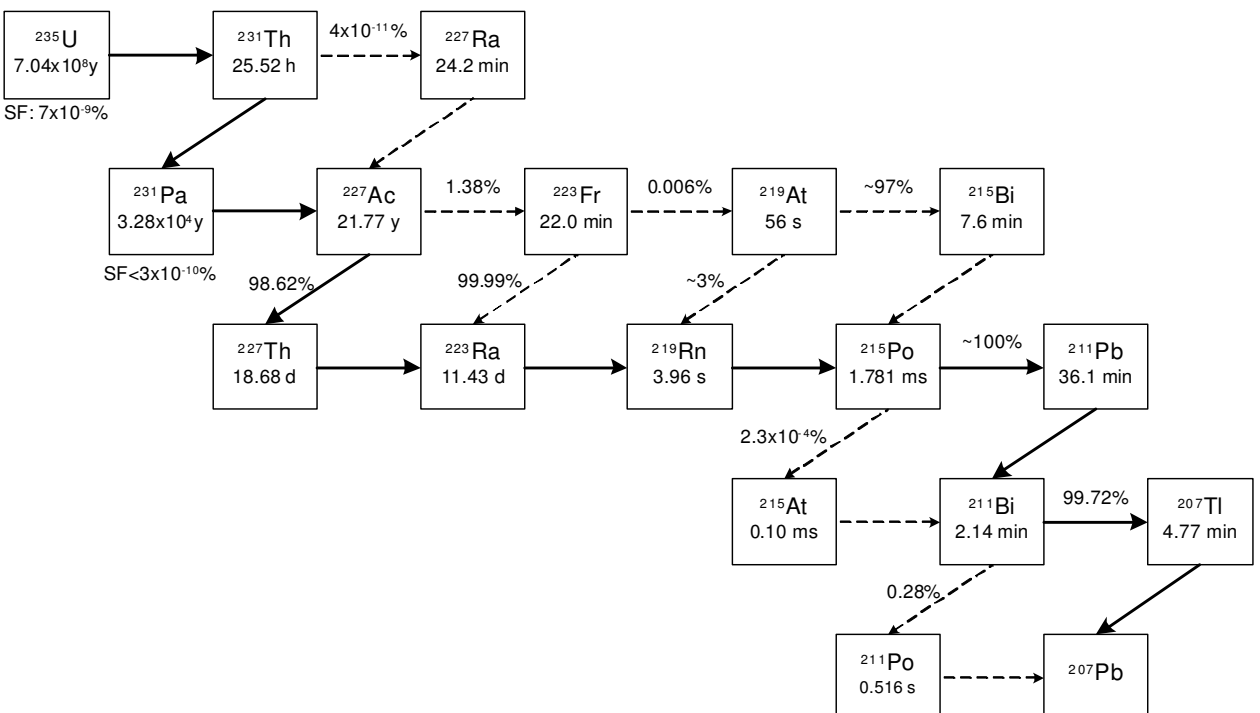 ²³⁵U
7.04x10⁸y
SF: 7x10⁻⁹%
²³¹Th
25.52 h
4x10⁻¹¹%
²²⁷Ra
24.2 min
²³¹Pa
3.28x10⁴y
SF<3x10⁻¹⁰%
²²⁷Ac
21.77 y
1.38%
²²³Fr
22.0 min
0.006%
²¹⁹At
56 s
~97%
²¹⁵Bi
7.6 min
98.62%
99.99%
~3%
²²⁷Th
18.68 d
²²³Ra
11.43 d
²¹⁹Rn
3.96 s
²¹⁵Po
1.781 ms
~100%
²¹¹Pb
36.1 min
2.3x10⁻⁴%
²¹⁵At
0.10 ms
²¹¹Bi
2.14 min
99.72%
²⁰⁷Tl
4.77 min
0.28%
²¹¹Po
0.516 s
²⁰⁷Pb